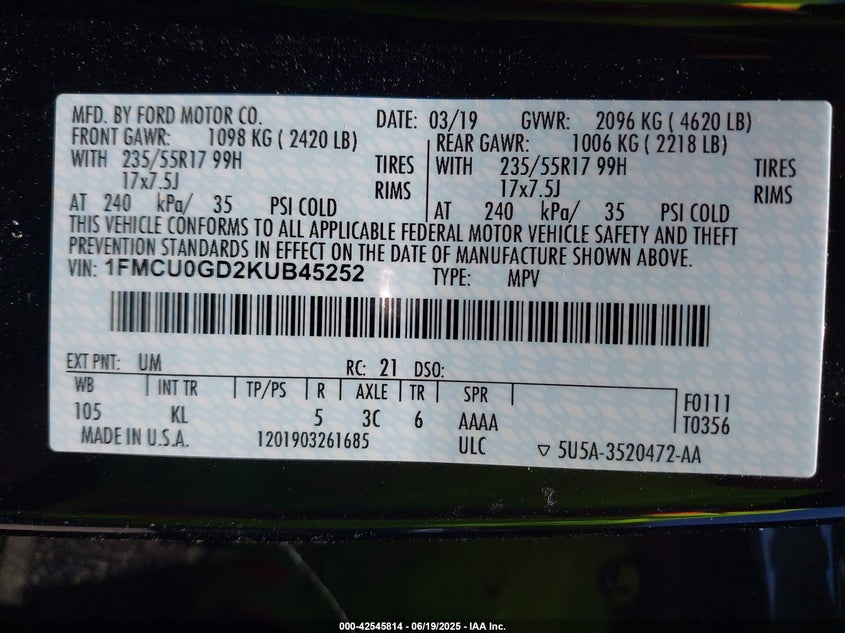 MFD. BY FORD MOTOR CO. DATE: 03/19 GVWR: 2096 KG ( 4620 LB)
FRONT GAWR: 1098 KG ( 2420 LB) REAR GAWR: 1006 KG ( 2218 LB)
WITH 235/55R17 99H TIRES WITH 235/55R17 99H TIRES
17x7.5J RIMS 17x7.5J RIMS
AT 240 kPa/ 35 PSI COLD AT 240 kPa/ 35 PSI COLD
THIS VEHICLE CONFORMS TO ALL APPLICABLE FEDERAL MOTOR VEHICLE SAFETY AND THEFT
PREVENTION STANDARDS IN EFFECT ON THE DATE OF MANUFACTURE SHOWN ABOVE.
VIN: 1FMCU0GD2KUB45252 TYPE: MPV
EXT PNT: UM RC: 21 DSO:
WB INT TR TP/PS R AXLE TR SPR F0111
105 KL 5 3C 6 AAAA T0356
MADE IN U.S.A. 1201903261685 ULC ▽ 5U5A-3520472-AA
000-42545814 - 06/19/2025 - IAA Inc.